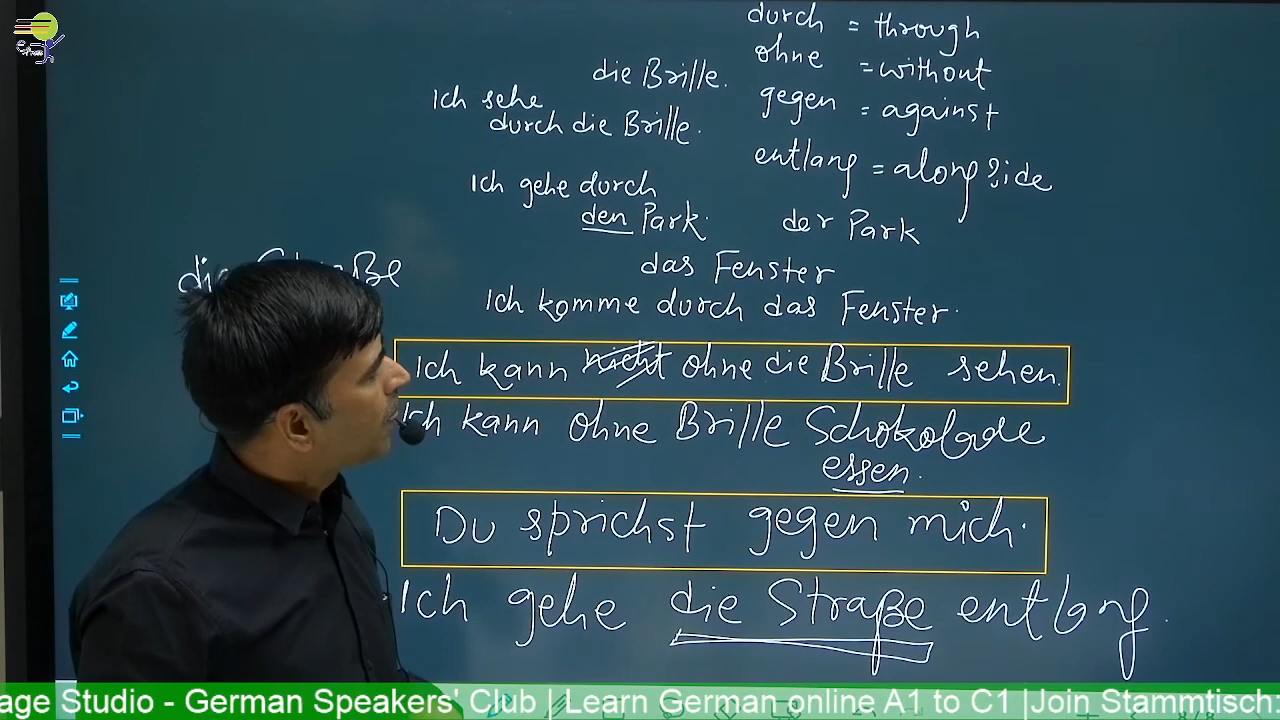 durch = through
ohne = without
gegen = against
entlang = alongside
die Brille.
Ich sehe
durch die Brille.
Ich gehe durch
den Park.
der Park
das Fenster
die Straße
Ich komme durch das Fenster.
Ich kann nicht ohne die Brille sehen.
Ich kann ohne Brille Schokolade
essen.
Du sprichst gegen mich.
Ich gehe die Straße entlang.
age Studio - German Speakers' Club | Learn German online A1 to C1 |Join Stammtisch: